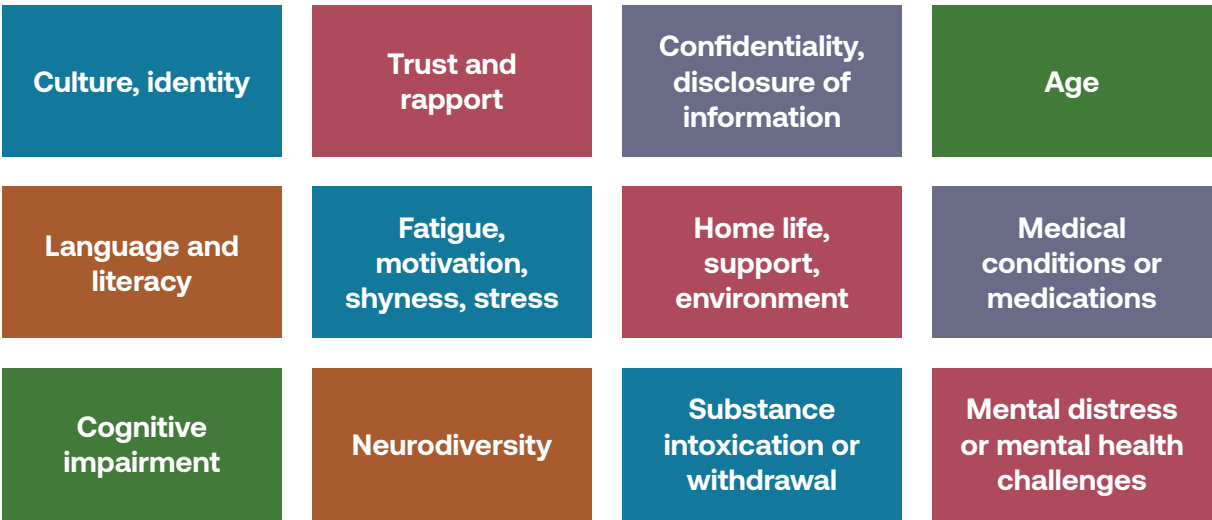 Culture, identity
Trust and
rapport
Confidentiality,
disclosure of
information
Age
Language and
literacy
Fatigue,
motivation,
shyness, stress
Home life,
support,
environment
Medical
conditions or
medications
Cognitive
impairment
Neurodiversity
Substance
intoxication or
withdrawal
Mental distress
or mental health
challenges